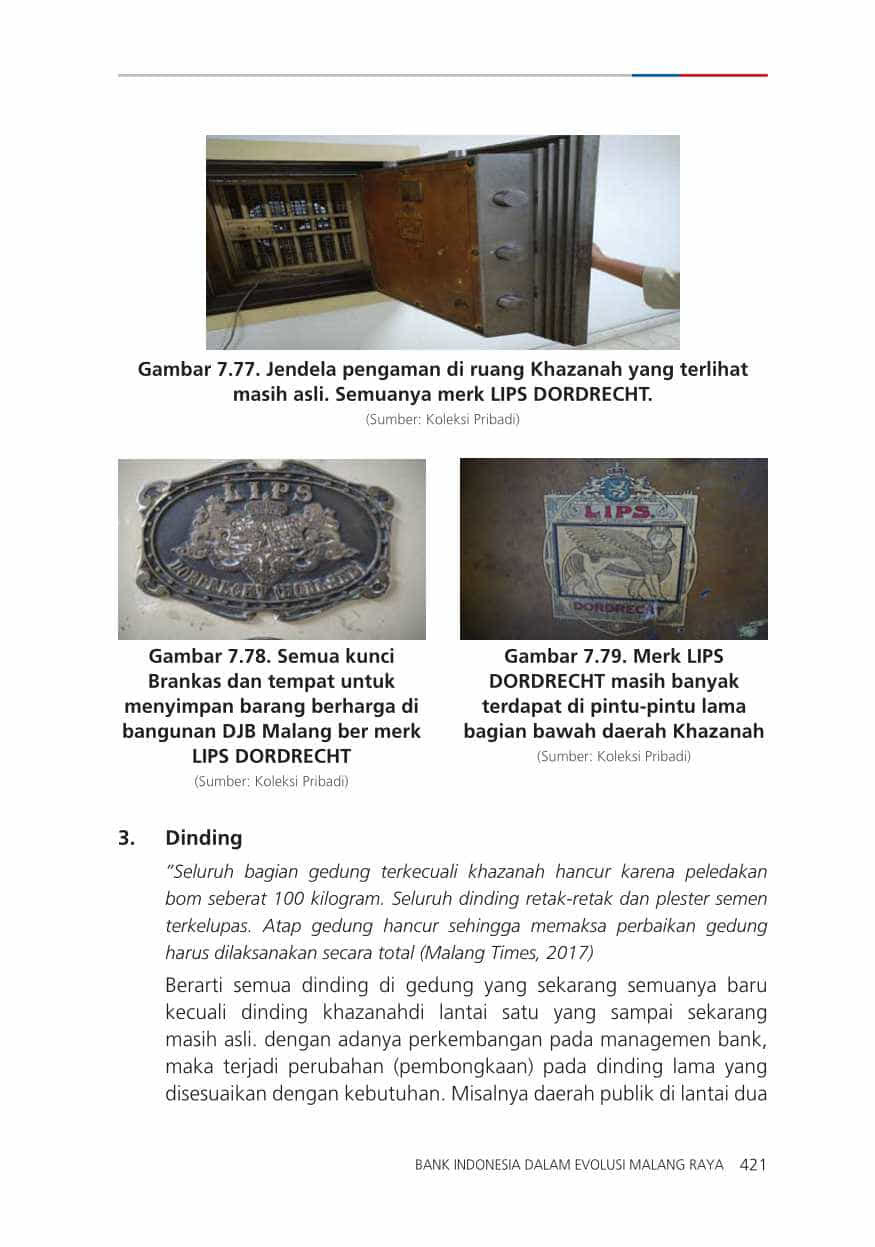 Gambar 7.77. Jendela pengaman di ruang Khazanah yang terlihat
masih asli. Semuanya merk LIPS DORDRECHT.
(Sumber: Koleksi Pribadi)
LIPS
DORDRECHT (HOLLAND)
Gambar 7.78. Semua kunci
Brankas dan tempat untuk
menyimpan barang berharga di
bangunan DJB Malang ber merk
LIPS DORDRECHT
(Sumber: Koleksi Pribadi)
LIPS
DORDRECHT
Gambar 7.79. Merk LIPS
DORDRECHT masih banyak
terdapat di pintu-pintu lama
bagian bawah daerah Khazanah
(Sumber: Koleksi Pribadi)
3. Dinding
“Seluruh bagian gedung terkecuali khazanah hancur karena peledakan
bom seberat 100 kilogram. Seluruh dinding retak-retak dan plester semen
terkelupas. Atap gedung hancur sehingga memaksa perbaikan gedung
harus dilaksanakan secara total (Malang Times, 2017)
Berarti semua dinding di gedung yang sekarang semuanya baru
kecuali dinding khazanahdi lantai satu yang sampai sekarang
masih asli. dengan adanya perkembangan pada managemen bank,
maka terjadi perubahan (pembongkaan) pada dinding lama yang
disesuaikan dengan kebutuhan. Misalnya daerah publik di lantai dua
BANK INDONESIA DALAM EVOLUSI MALANG RAYA 421